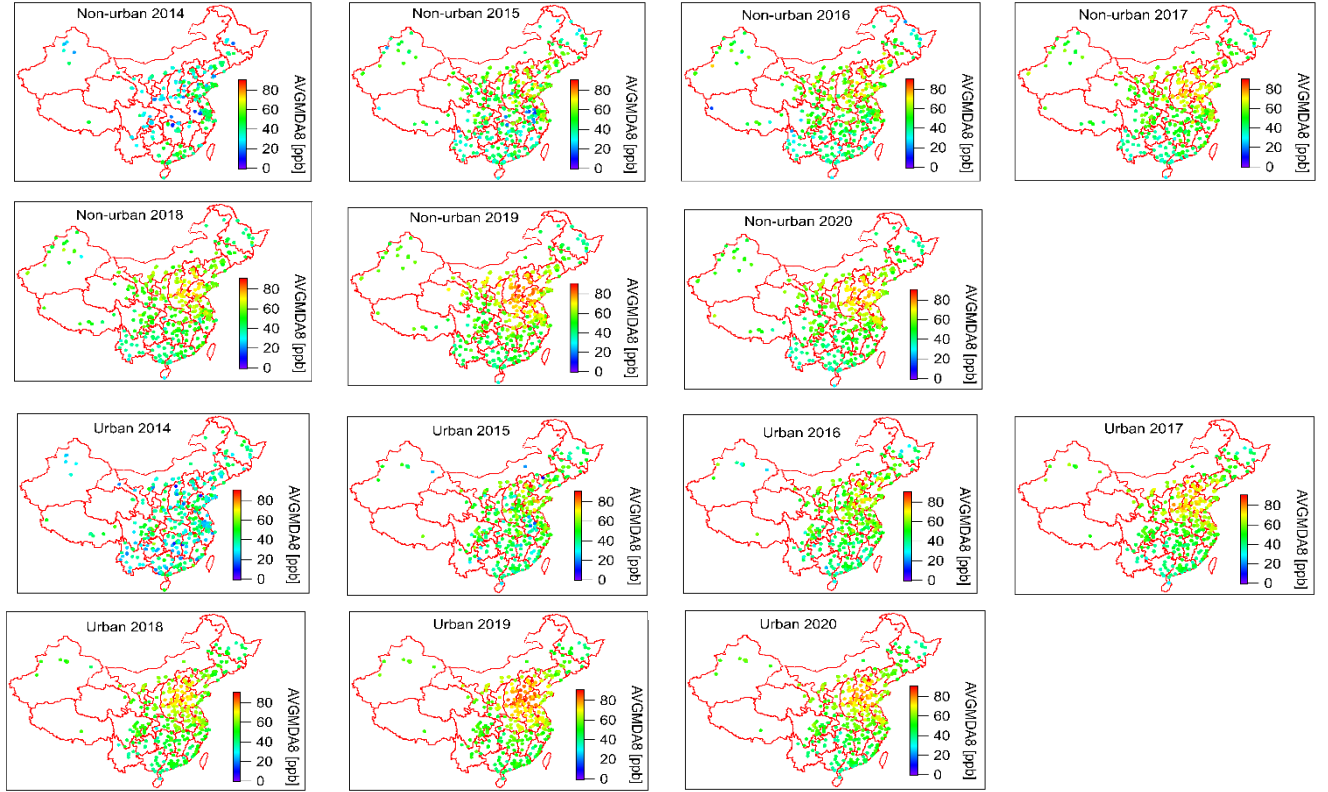 Non-urban 2014
AVGMDA8 [ppb]
80
60
40
20
0
Non-urban 2015
AVGMDA8 [ppb]
80
60
40
20
0
Non-urban 2016
AVGMDA8 [ppb]
80
60
40
20
0
Non-urban 2017
AVGMDA8 [ppb]
80
60
40
20
0
Non-urban 2018
AVGMDA8 [ppb]
80
60
40
20
0
Non-urban 2019
AVGMDA8 [ppb]
80
60
40
20
0
Non-urban 2020
AVGMDA8 [ppb]
80
60
40
20
0
Urban 2014
AVGMDA8 [ppb]
80
60
40
20
0
Urban 2015
AVGMDA8 [ppb]
80
60
40
20
0
Urban 2016
AVGMDA8 [ppb]
80
60
40
20
0
Urban 2017
AVGMDA8 [ppb]
80
60
40
20
0
Urban 2018
AVGMDA8 [ppb]
80
60
40
20
0
Urban 2019
AVGMDA8 [ppb]
80
60
40
20
0
Urban 2020
AVGMDA8 [ppb]
80
60
40
20
0